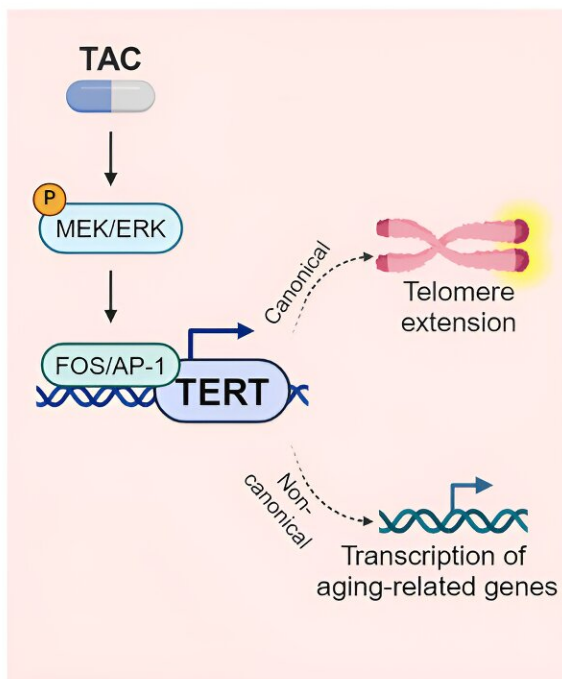 TAC
P
MEK/ERK
FOS/AP-1
TERT
Canonical
Telomere
extension
Non-
canonical
Transcription of
aging-related genes